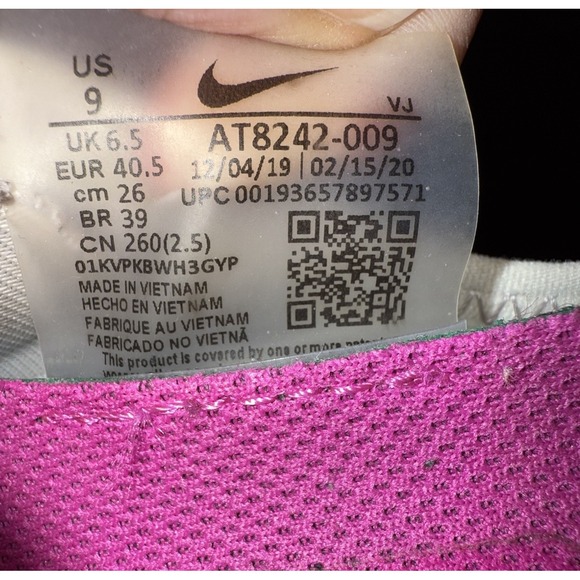 US
9
VJ
UK 6.5 AT8242-009
EUR 40.5 12/04/19 02/15/20
cm 26 UPC 00193657897571
BR 39
CN 260(2.5)
01KVPKBWH3GYP
MADE IN VIETNAM
HECHO EN VIETNAM
FABRIQUE AU VIETNAM
FABRICADO NO VIETNÃ
This product is covered by one or more